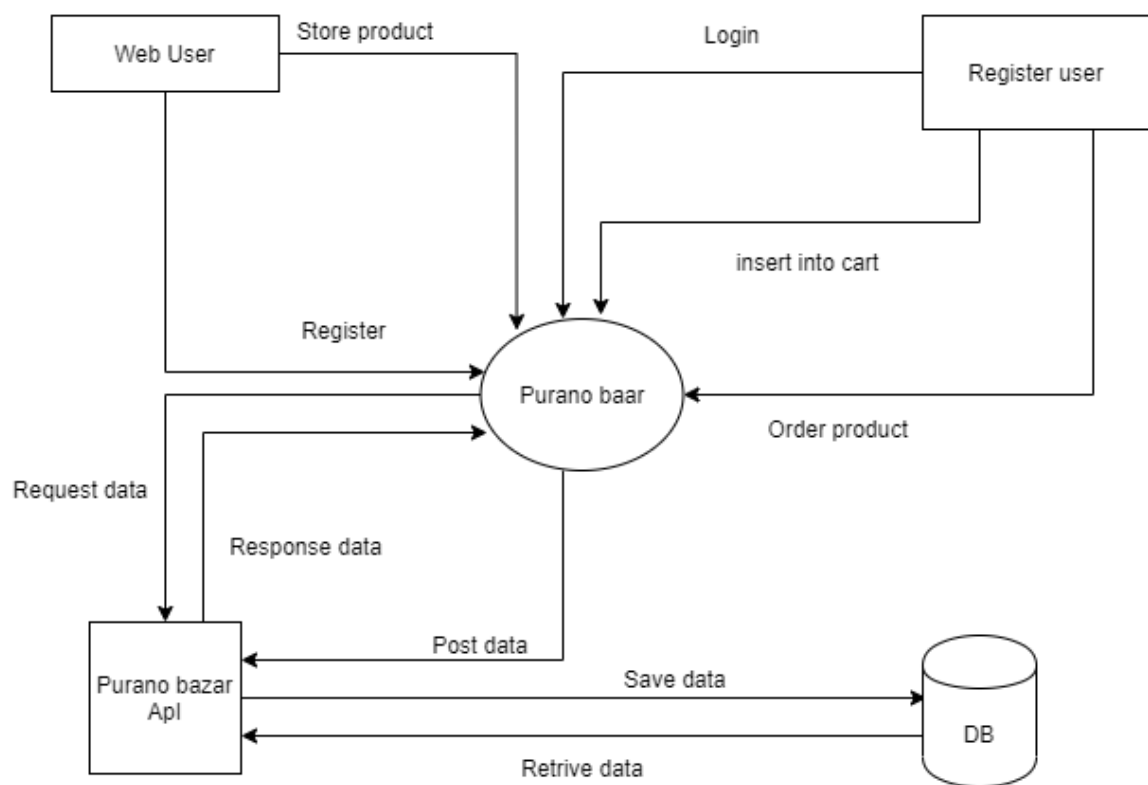 Store product
Login
Web User
Register user
insert into cart
Register
Purano baar
Order product
Request data
Response data
Post data
Save data
Purano bazar
ApI
DB
Retrive data